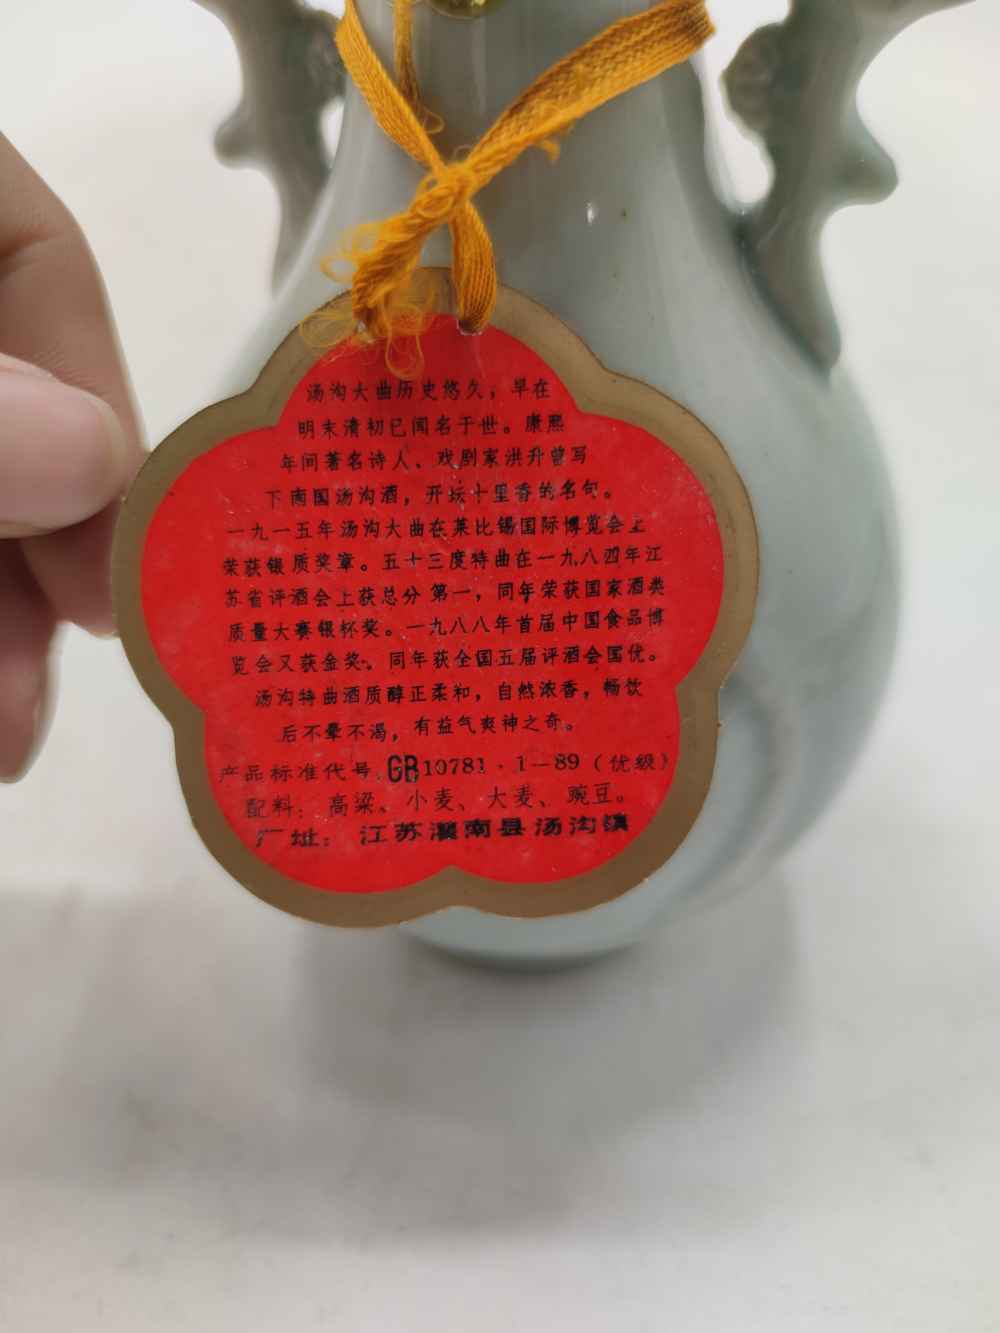 汤沟大曲历史悠久，早在
明末清初已闻名于世。康熙
年间著名诗人、戏剧家洪升曾写
下南国汤沟酒，开坛十里香的名句。
一九一五年汤沟大曲在莱比锡国际博览会上
荣获银质奖章。五十三度特曲在一九八四年江
苏省评酒会上获总分第一，同年荣获国家酒类
质量大赛银杯奖。一九八八年首届中国食品博
览会又获金奖。同年获全国五届评酒会国优。
汤沟特曲酒质醇正柔和，自然浓香，畅饮
后不晕不渴，有益气爽神之奇。
产品标准代号 GB10781·1—89（优级）
配料：高粱、小麦、大麦、豌豆。
厂址：江苏灌南县汤沟镇